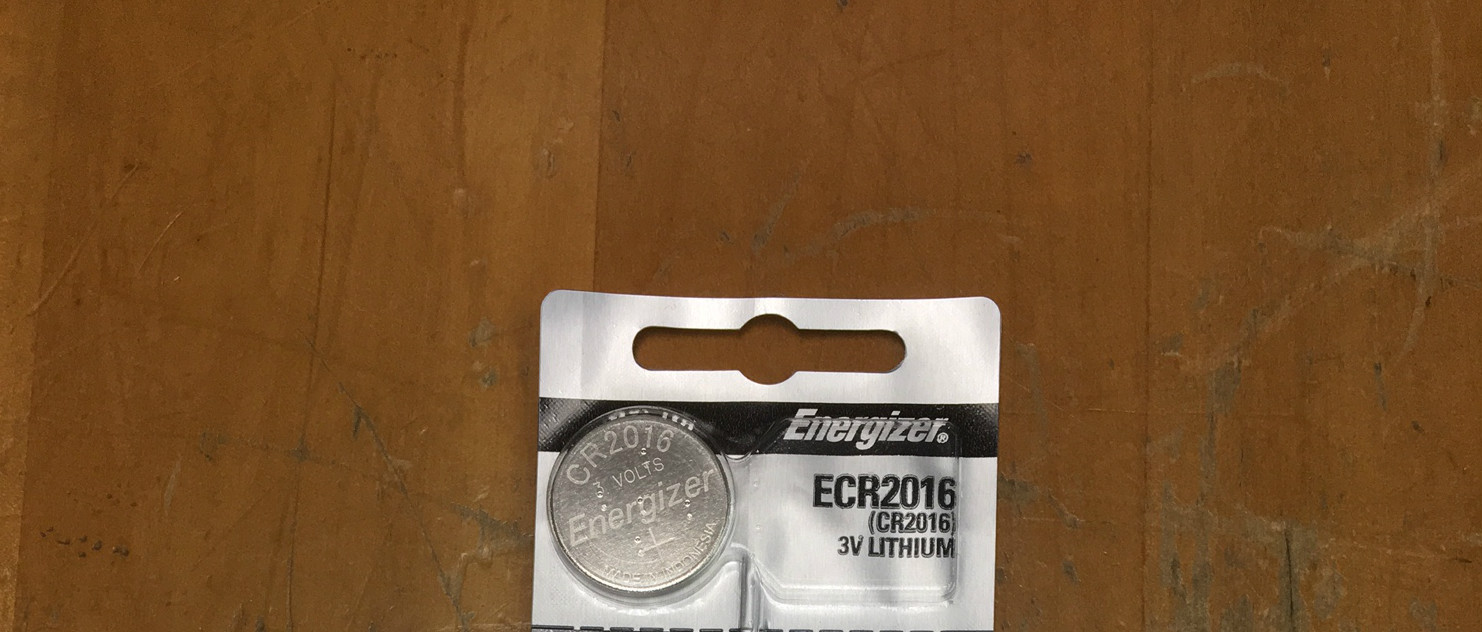 CR2016
3 VOLTS
Energizer
+
MADE IN INDONESIA
Energizer®
ECR2016
(CR2016)
3V LITHIUM